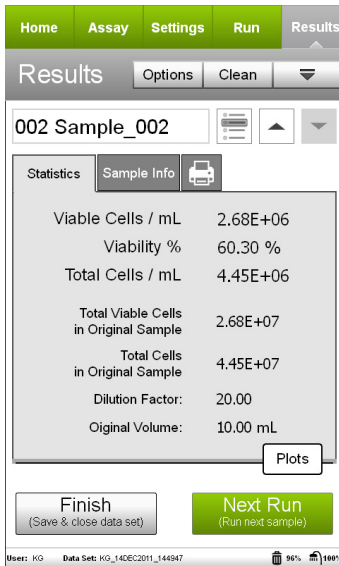 Home Assay Settings Run Results
Results Options Clean
002 Sample_002
Statistics Sample Info
Viable Cells / mL 2.68E+06
Viability % 60.30 %
Total Cells / mL 4.45E+06
Total Viable Cells
in Original Sample 2.68E+07
Total Cells
in Original Sample 4.45E+07
Dilution Factor: 20.00
Oiginal Volume: 10.00 mL
Plots
Finish Next Run
(Save & close data set) (Run next sample)
User: KG Data Set: KG_14DEC2011_144947 96% 100%